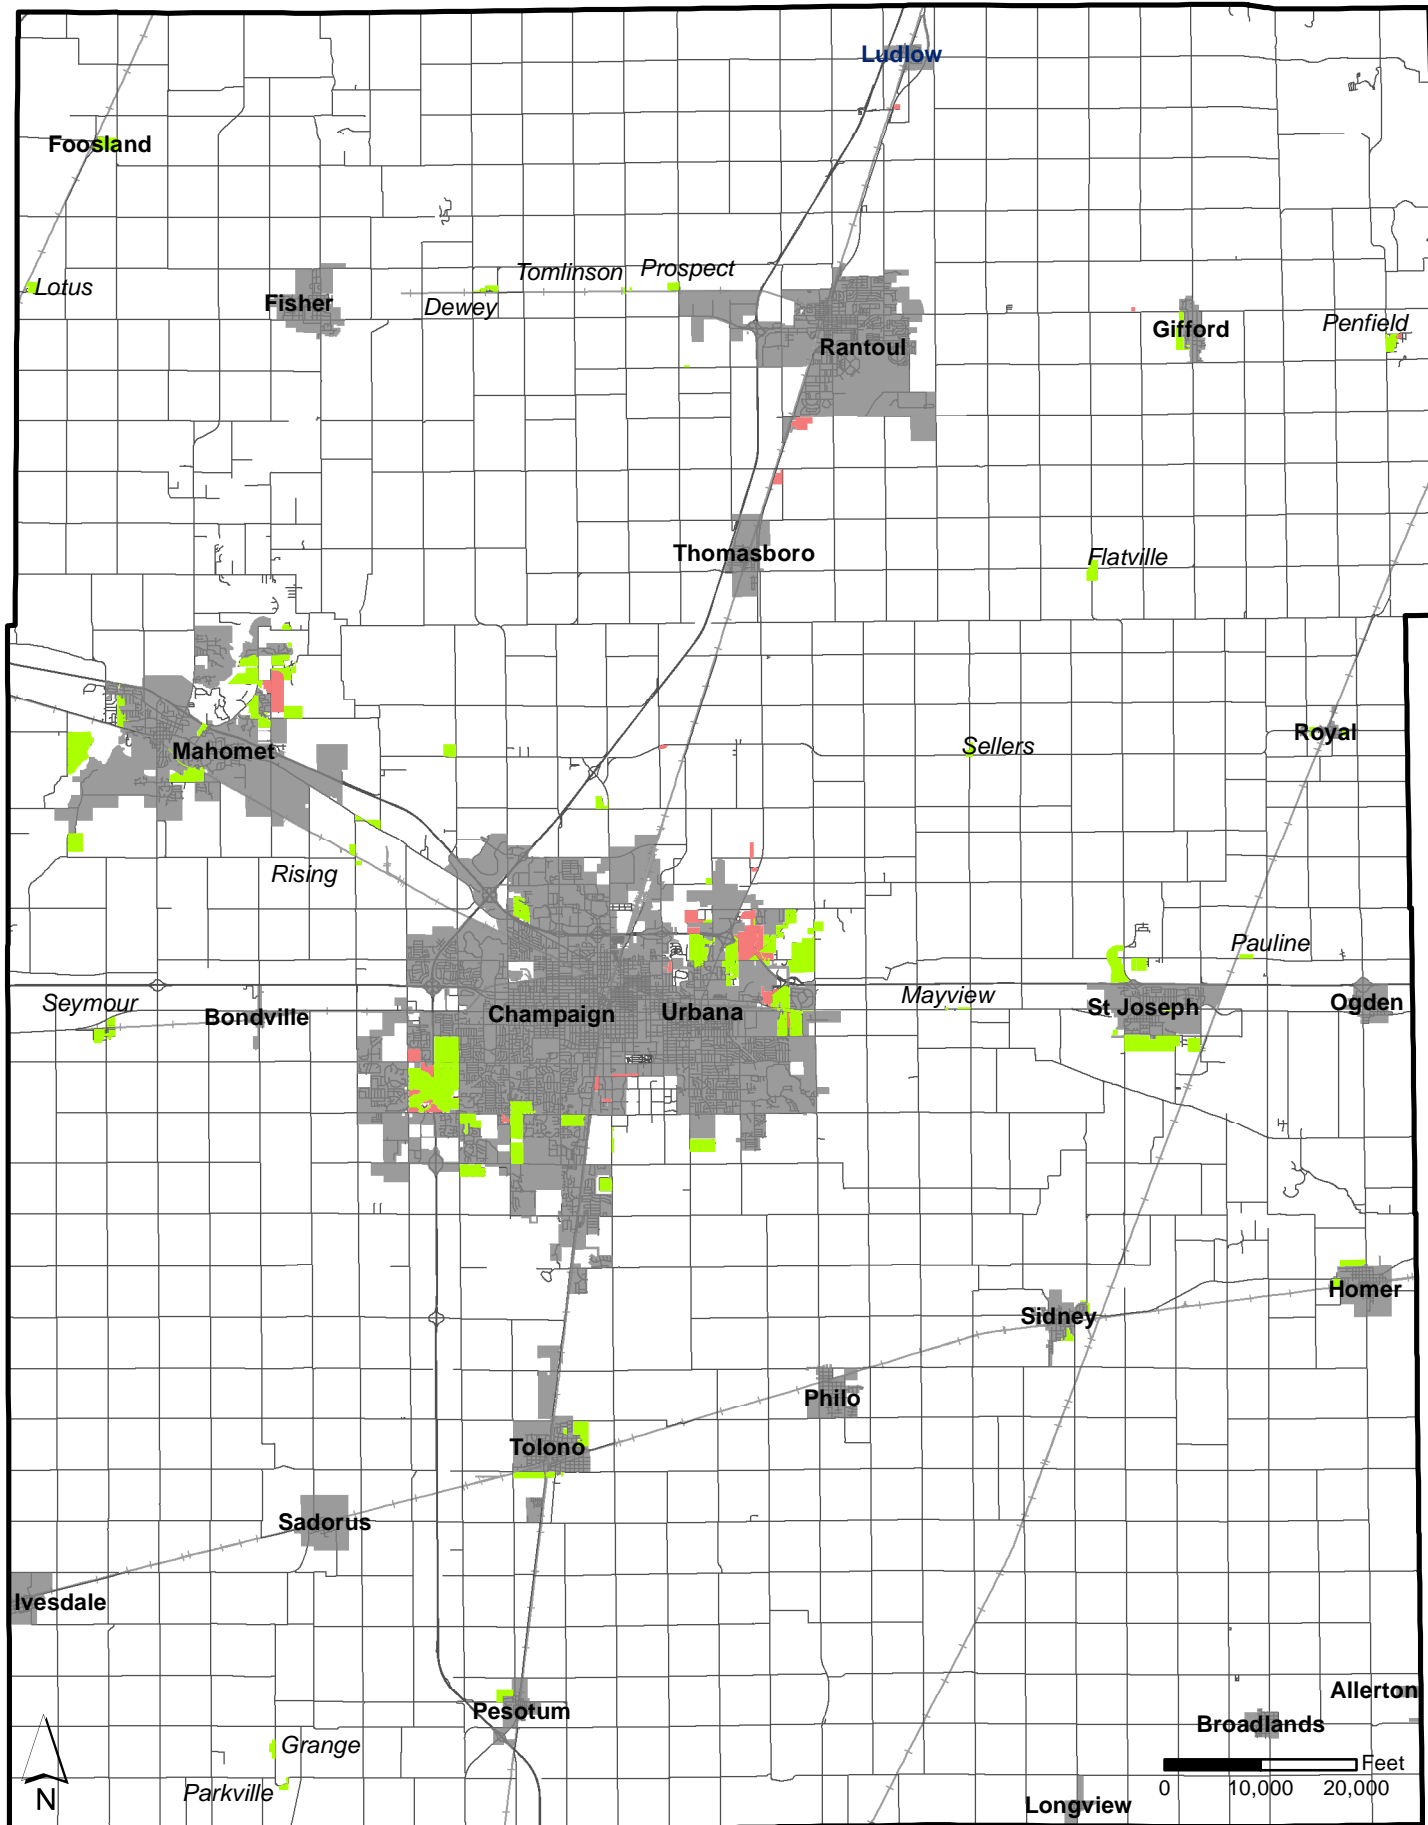 Ludlow
Foosland
Tomlinson
Prospect
Lotus
Fisher
Dewey
Gifford
Penfield
Rantoul
Thomasboro
Flatville
Royal
Sellers
Mahomet
Rising
Pauline
Seymour
Mayview
Ogden
St Joseph
Champaign
Urbana
Bondville
Homer
Sidney
Philo
Tolono
Sadorus
Ivesdale
Allerton
Pesotum
Broadlands
Grange
Feet
Parkville
0
10,000
20,000
N
Longview